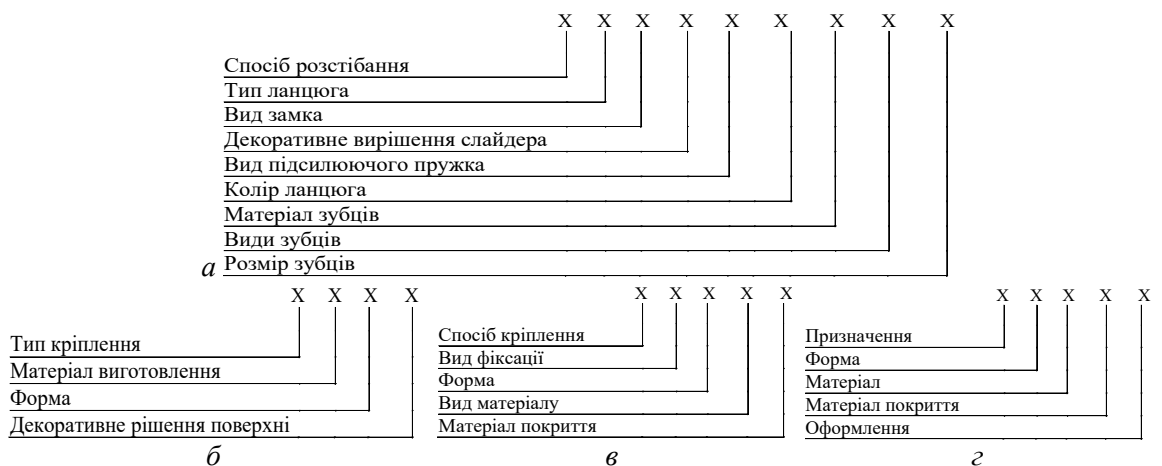 X X X X X X X X X
Спосіб розстібання
Тип ланцюга
Вид замка
Декоративне вирішення слайдера
Вид підсилюючого пружка
Колір ланцюга
Матеріал зубців
Види зубців
а Розмір зубців
X X X X
Тип кріплення
Матеріал виготовлення
Форма
Декоративне рішення поверхні
б
X X X X X
Спосіб кріплення
Вид фіксації
Форма
Вид матеріалу
Матеріал покриття
в
X X X X X
Призначення
Форма
Матеріал
Матеріал покриття
Оформлення
г